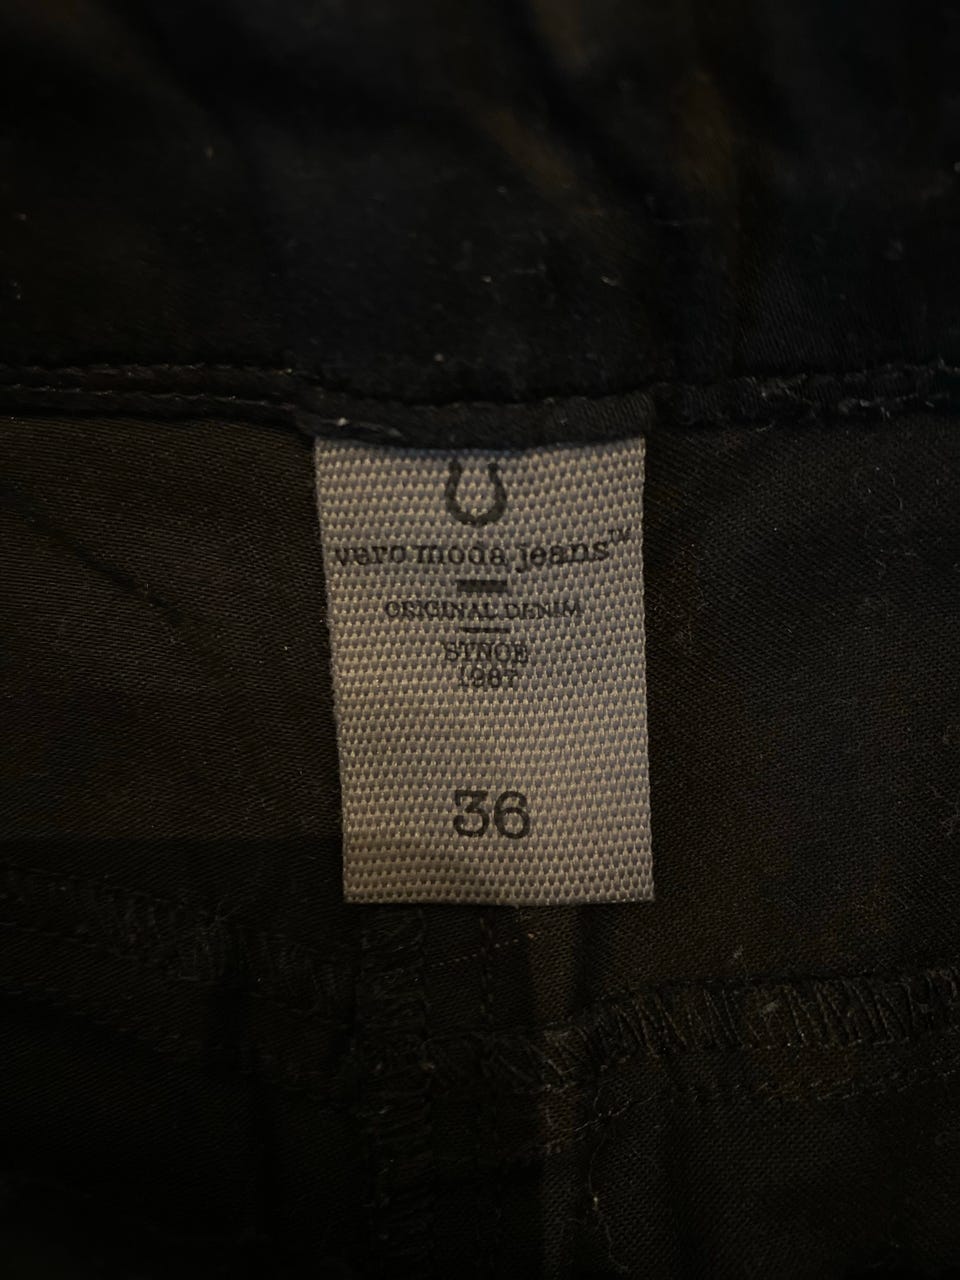 vero moda jeans™
ORIGINAL DENIM
SINCE
1987
36